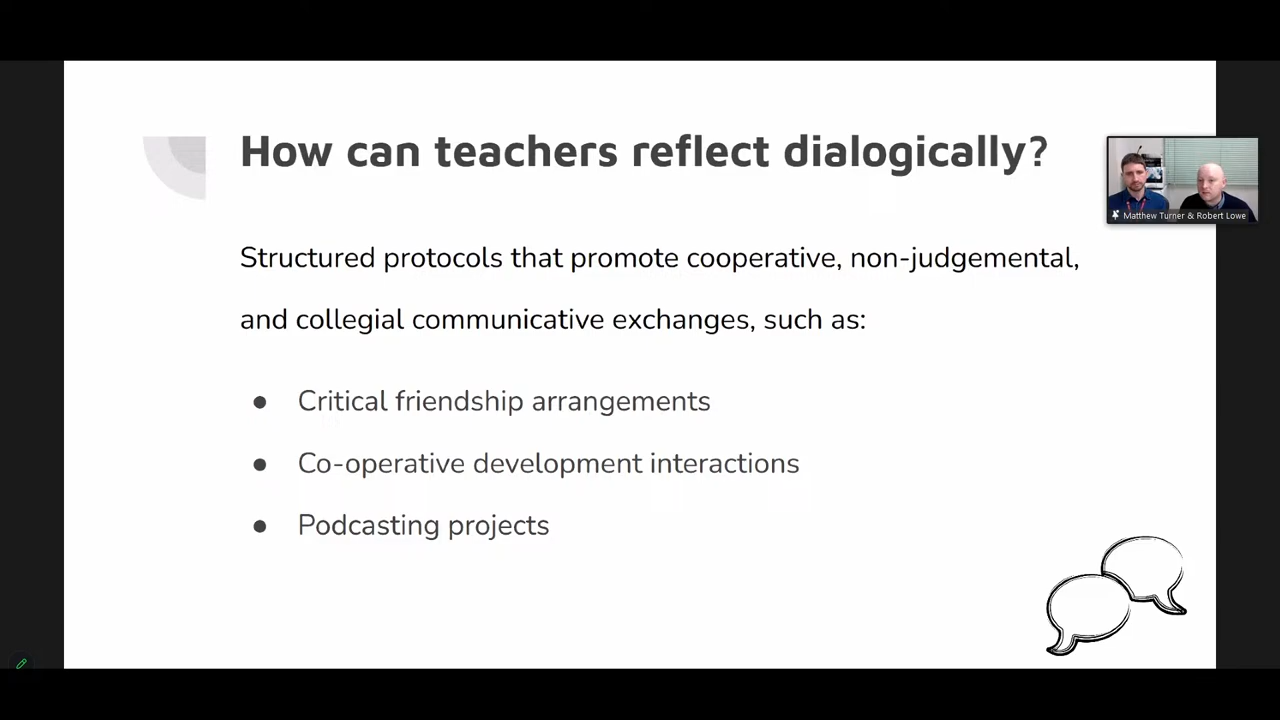 How can teachers reflect dialogically?
Matthew Turner & Robert Lowe
Structured protocols that promote cooperative, non-judgemental,
and collegial communicative exchanges, such as:
● Critical friendship arrangements
● Co-operative development interactions
● Podcasting projects